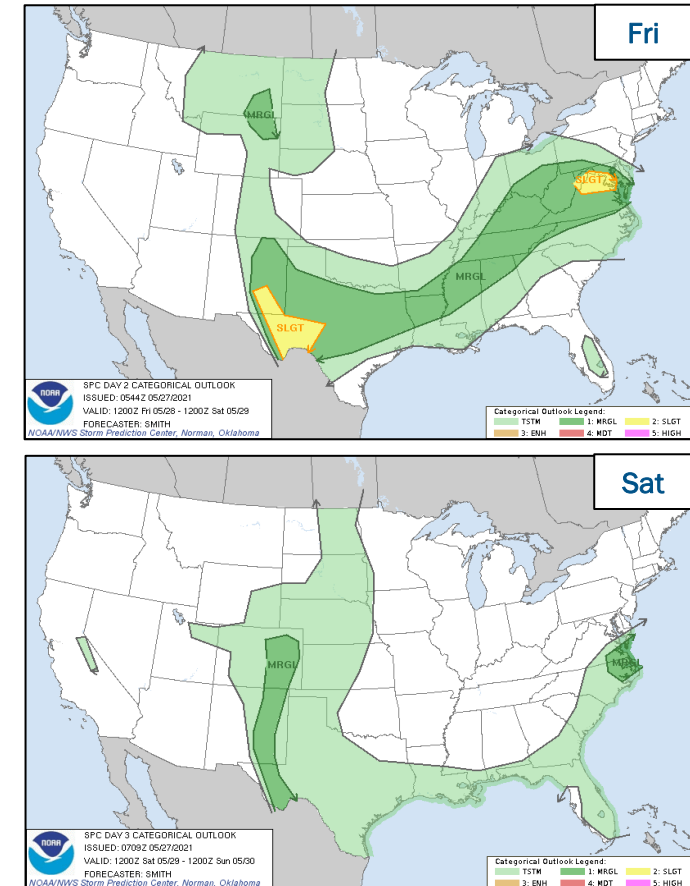 Fri
MRGL
SLGT
MRGL
SLGT
NOAA
SPC DAY 2 CATEGORICAL OUTLOOK
ISSUED: 0544Z 05/27/2021
VALID: 1200Z Fri 05/28 - 1200Z Sat 05/29
FORECASTER: SMITH
NOAA/NWS Storm Prediction Center, Norman, Oklahoma
Categorical Outlook Legend:
TSTM 1: MRGL 2: SLGT
3: ENH 4: MDT 5: HIGH
Sat
MRGL
MRGL
NOAA
SPC DAY 3 CATEGORICAL OUTLOOK
ISSUED: 0709Z 05/27/2021
VALID: 1200Z Sat 05/29 - 1200Z Sun 05/30
FORECASTER: SMITH
NOAA/NWS Storm Prediction Center, Norman, Oklahoma
Categorical Outlook Legend:
TSTM 1: MRGL 2: SLGT
3: ENH 4: MDT 5: HIGH